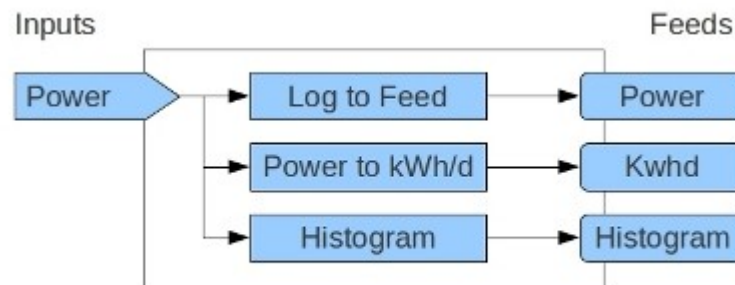 Inputs Feeds
Power Log to Feed Power
Power to kWh/d Kwhd
Histogram Histogram